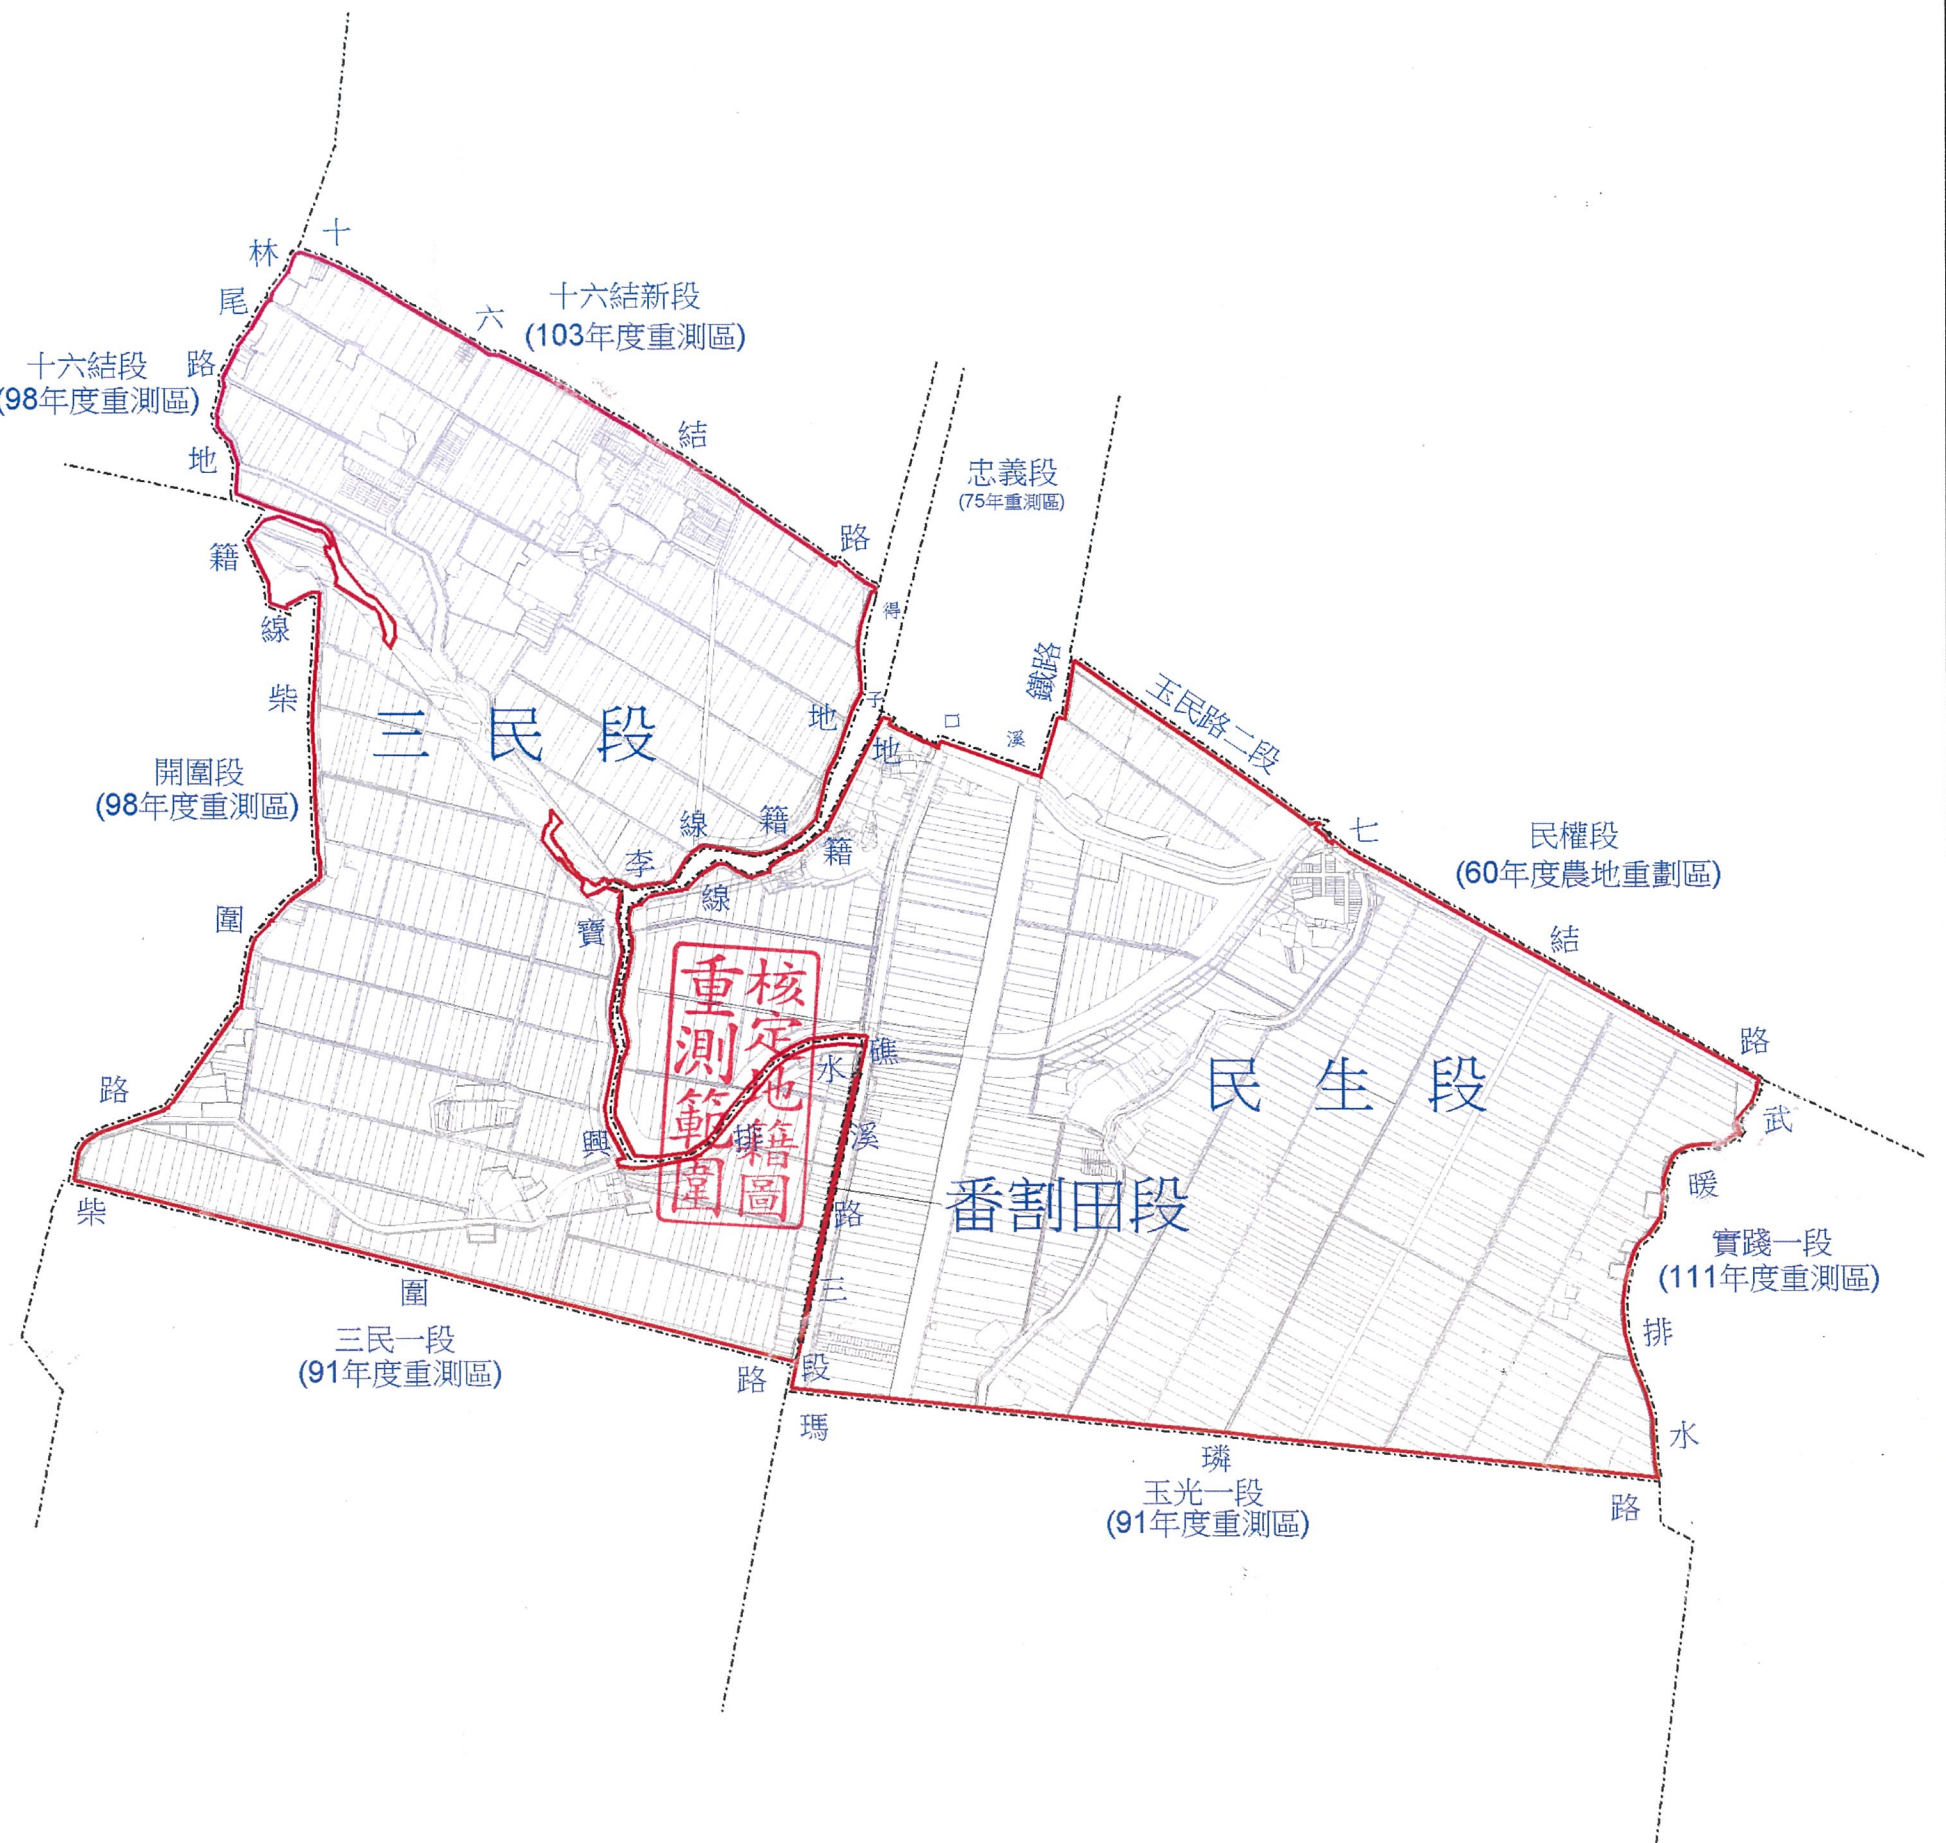 十六結路
林尾路地籍線
十六結新段
(103年度重測區)
十六結段
(98年度重測區)
忠義段
(75年重測區)
得子口溪
鐵路
玉民路二段
三民段
地籍線
地籍線
開圍段
(98年度重測區)
柴圍路
李寶興排水
七結路
民權段
(60年度農地重劃區)
核定地籍圖
重測範圍
礁溪路三段
民生段
番割田段
武暖排水
實踐一段
(111年度重測區)
柴圍路
三民一段
(91年度重測區)
瑪璘路
玉光一段
(91年度重測區)